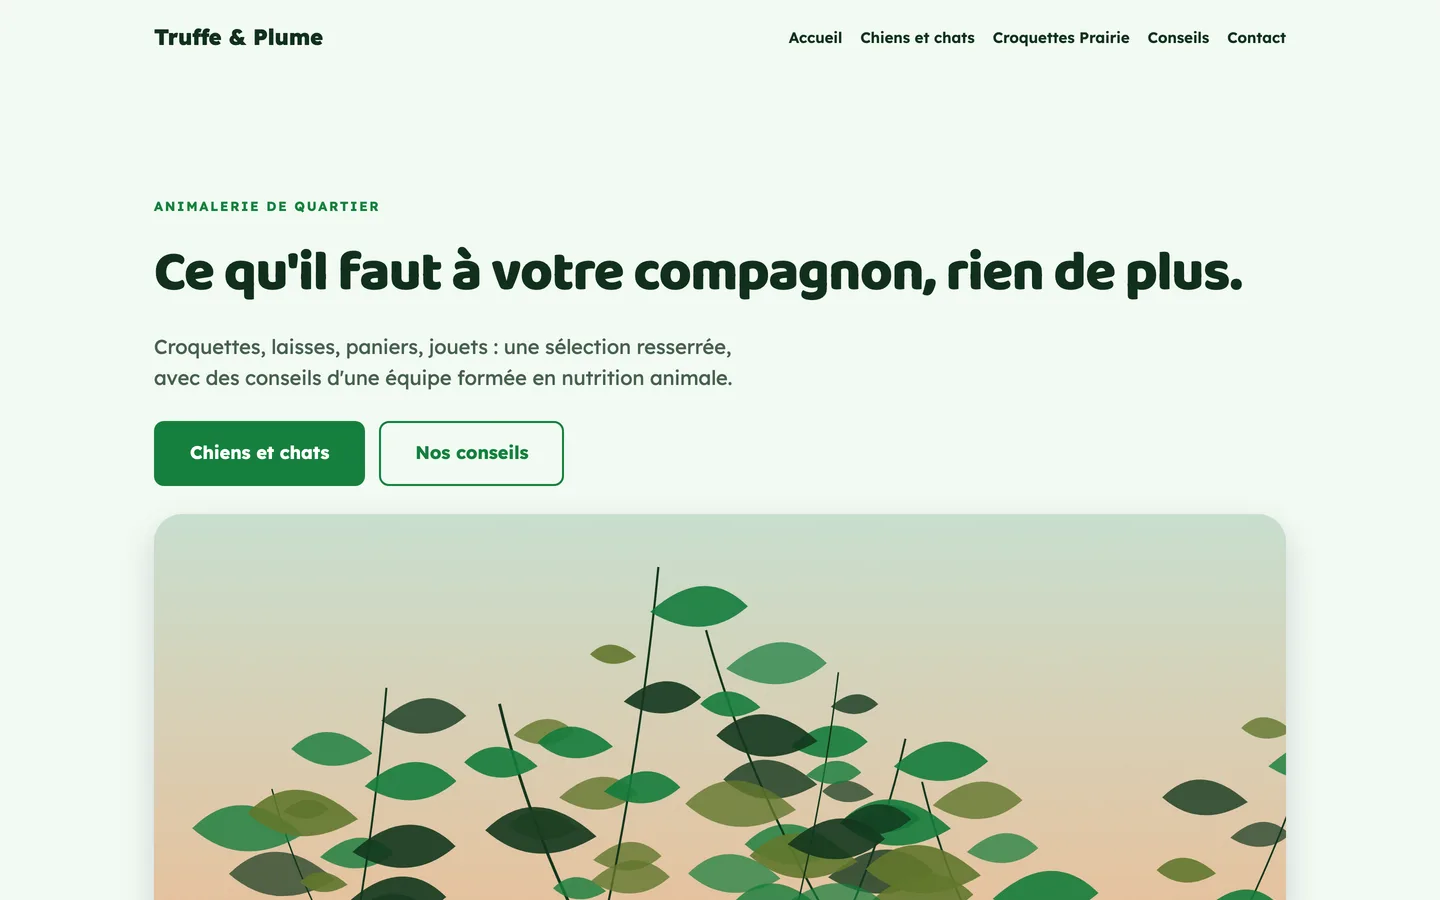 Truffe & Plume
Accueil Chiens et chats Croquettes Prairie Conseils Contact
ANIMALERIE DE QUARTIER
Ce qu'il faut à votre compagnon, rien de plus.
Croquettes, laisses, paniers, jouets : une sélection resserrée,
avec des conseils d'une équipe formée en nutrition animale.
Chiens et chats
Nos conseils